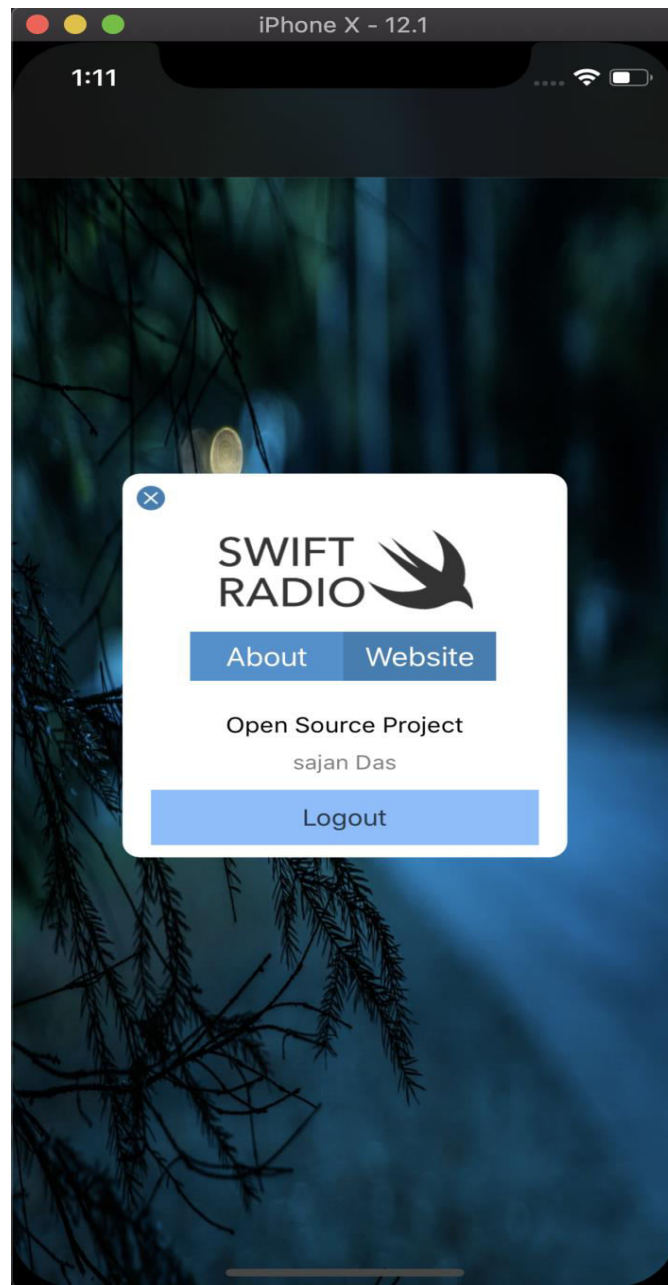 iPhone X - 12.1
1:11
SWIFT
RADIO
About Website
Open Source Project
sajan Das
Logout